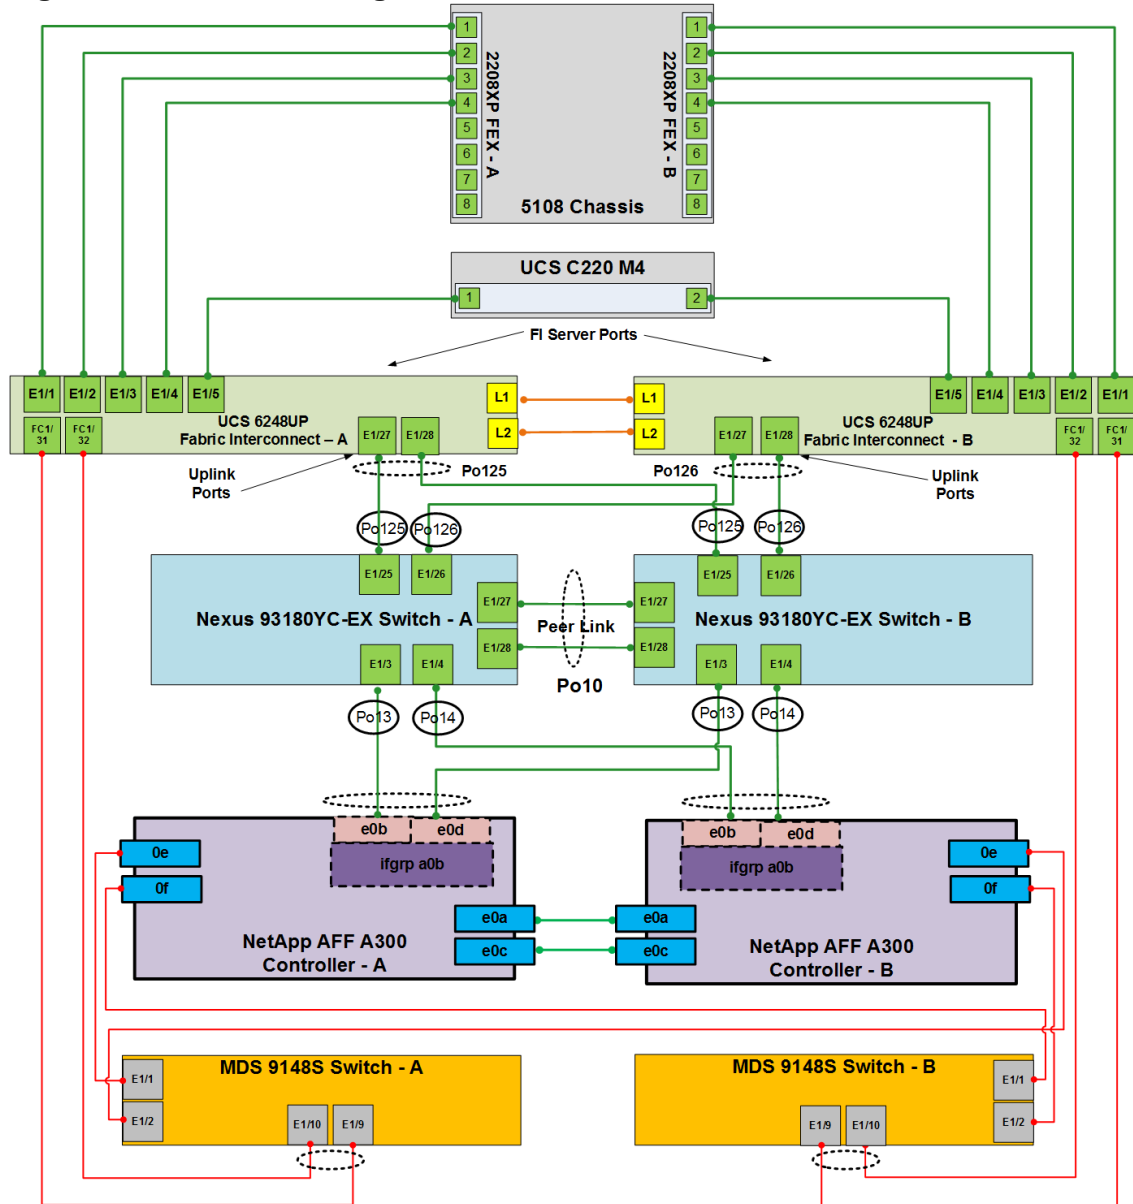 1
2
3
4
5
6
7
8
2208XP FEX - A
1
2
3
4
5
6
7
8
2208XP FEX - B
5108 Chassis
UCS C220 M4
1
2
FI Server Ports
E1/1
E1/2
E1/3
E1/4
E1/5
FC1/
31
FC1/
32
UCS 6248UP
Fabric Interconnect – A
E1/27
E1/28
L1
L2
L1
L2
E1/5
E1/4
E1/3
E1/2
E1/1
E1/27
E1/28
UCS 6248UP
Fabric Interconnect - B
FC1/
32
FC1/
31
Uplink
Ports
Po125
Po126
Uplink
Ports
Po125
Po126
Po125
Po126
E1/25
E1/26
E1/25
E1/26
Nexus 93180YC-EX Switch - A
E1/27
E1/28
Peer Link
E1/27
E1/28
Nexus 93180YC-EX Switch - B
E1/3
E1/4
E1/3
E1/4
Po10
Po13
Po14
Po13
Po14
e0b
e0d
ifgrp a0b
0e
0f
e0a
e0c
NetApp AFF A300
Controller - A
e0b
e0d
ifgrp a0b
0e
0f
e0a
e0c
NetApp AFF A300
Controller - B
MDS 9148S Switch - A
E1/1
E1/2
E1/10
E1/9
MDS 9148S Switch - B
E1/1
E1/2
E1/9
E1/10